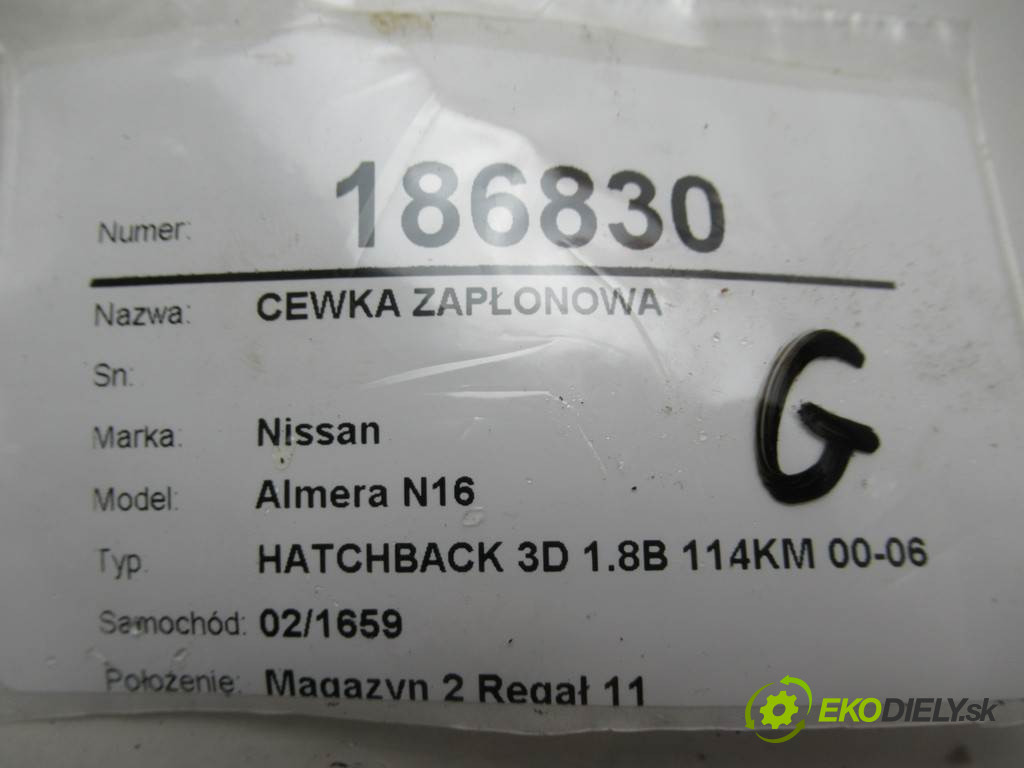 Numer: 186830
Nazwa: CEWKA ZAPŁONOWA
Sn:
Marka: Nissan
Model: Almera N16
Typ. HATCHBACK 3D 1.8B 114KM 00-06
Samochód: 02/1659
Położenie: Magazyn 2 Regał 11
G
EKODIELY.sk